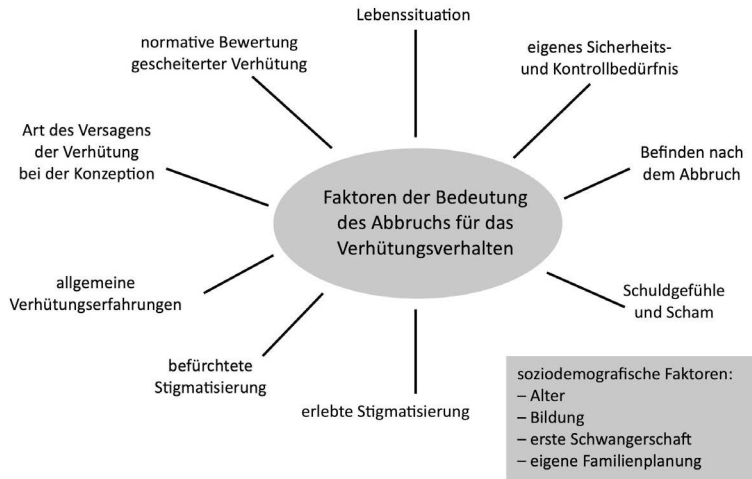 Lebenssituation
normative Bewertung
gescheiterter Verhütung
eigenes Sicherheits-
und Kontrollbedürfnis
Art des Versagens
der Verhütung
bei der Konzeption
Befinden nach
dem Abbruch
Faktoren der Bedeutung
des Abbruchs für das
Verhütungsverhalten
allgemeine
Verhütungserfahrungen
Schuldgefühle
und Scham
befürchtete
Stigmatisierung
erlebte Stigmatisierung
soziodemografische Faktoren:
– Alter
– Bildung
– erste Schwangerschaft
– eigene Familienplanung